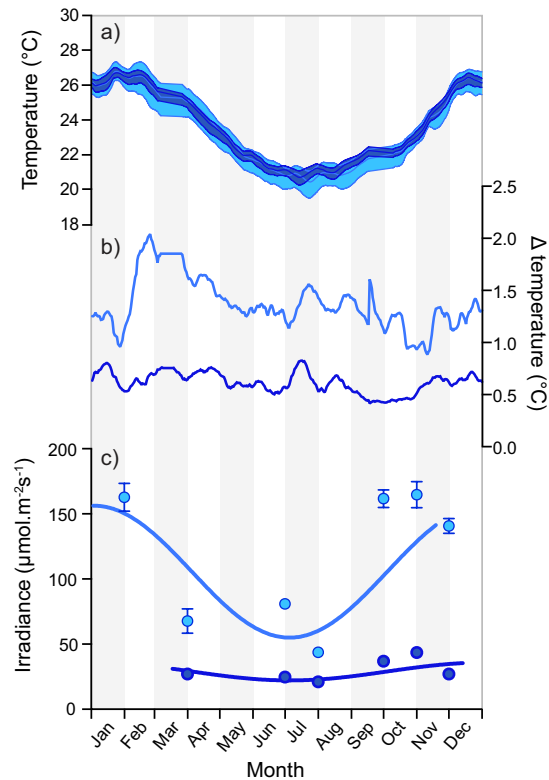 a)
Temperature (°C)
30
28
26
24
22
20
18
b)
Δ temperature (°C)
2.5
2.0
1.5
1.0
0.5
0.0
c)
Irradiance (μmol.m-2s-1)
200
150
100
50
0
Jan Feb Mar Apr May Jun Jul Aug Sep Oct Nov Dec
Month